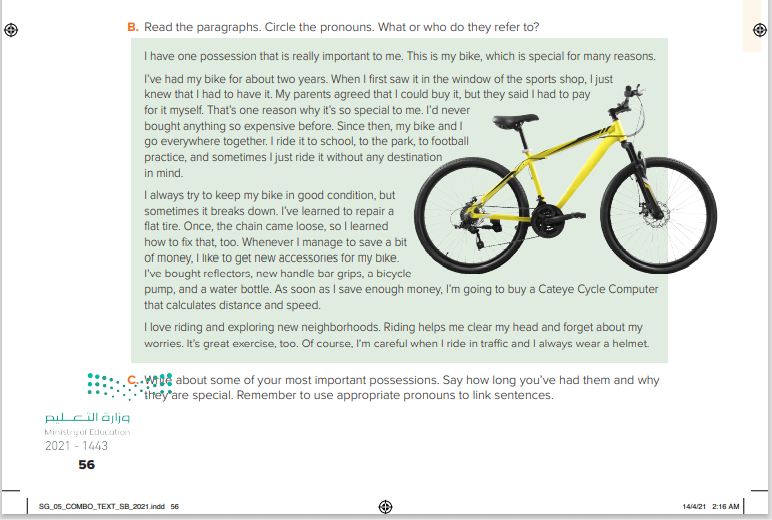 B. Read the paragraphs. Circle the pronouns. What or who do they refer to?
I have one possession that is really important to me. This is my bike, which is special for many reasons.
I've had my bike for about two years. When I first saw it in the window of the sports shop, I just
knew that I had to have it. My parents agreed that I could buy it, but they said I had to pay
for it myself. That's one reason why it's so special to me. I'd never
bought anything so expensive before. Since then, my bike and I
go everywhere together. I ride it to school, to the park, to football
practice, and sometimes I just ride it without any destination
in mind.
I always try to keep my bike in good condition, but
sometimes it breaks down. I've learned to repair a
flat tire. Once, the chain came loose, so I learned
how to fix that, too. Whenever I manage to save a bit
of money, I like to get new accessories for my bike.
I've bought reflectors, new handle bar grips, a bicycle
pump, and a water bottle. As soon as I save enough money, I'm going to buy a Cateye Cycle Computer
that calculates distance and speed.
I love riding and exploring new neighborhoods. Riding helps me clear my head and forget about my
worries. It's great exercise, too. Of course, I'm careful when I ride in traffic and I always wear a helmet.
C. Write about some of your most important possessions. Say how long you've had them and why
they are special. Remember to use appropriate pronouns to link sentences.
وزارة التعليم
Ministry of Education
2021 - 1443
56
SG_05_COMBO_TEXT_SB_2021.indd 56
14/4/21 2:16 AM